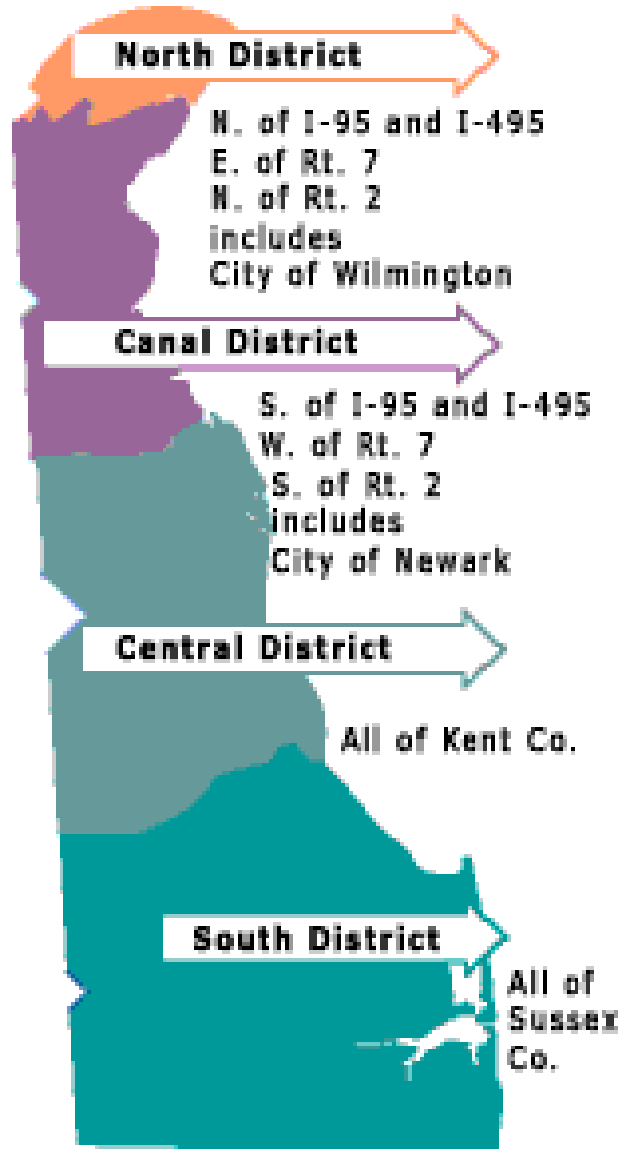 North District
N. of I-95 and I-495
E. of Rt. 7
N. of Rt. 2
includes
City of Wilmington
Canal District
S. of I-95 and I-495
W. of Rt. 7
S. of Rt. 2
includes
City of Newark
Central District
All of Kent Co.
South District
All of
Sussex
Co.